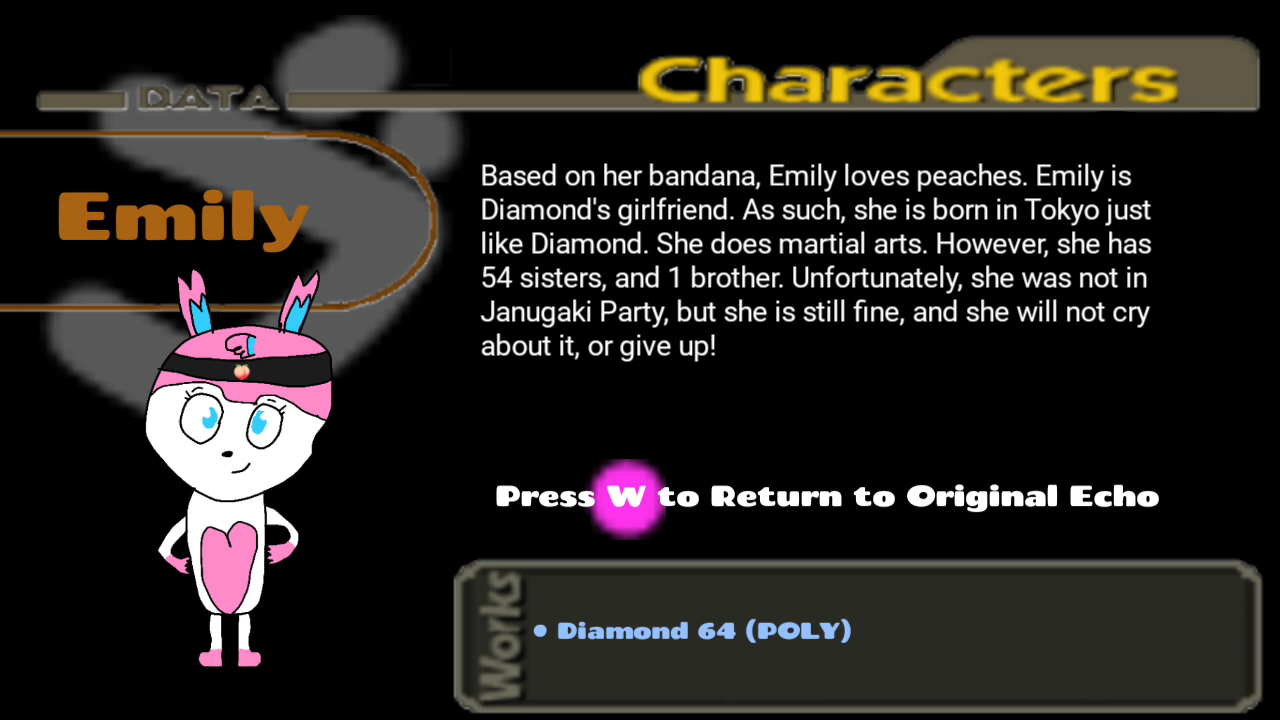 DATA
Characters
Emily
Based on her bandana, Emily loves peaches. Emily is
Diamond's girlfriend. As such, she is born in Tokyo just
like Diamond. She does martial arts. However, she has
54 sisters, and 1 brother. Unfortunately, she was not in
Janugaki Party, but she is still fine, and she will not cry
about it, or give up!
Press W to Return to Original Echo
Works
• Diamond 64 (POLY)